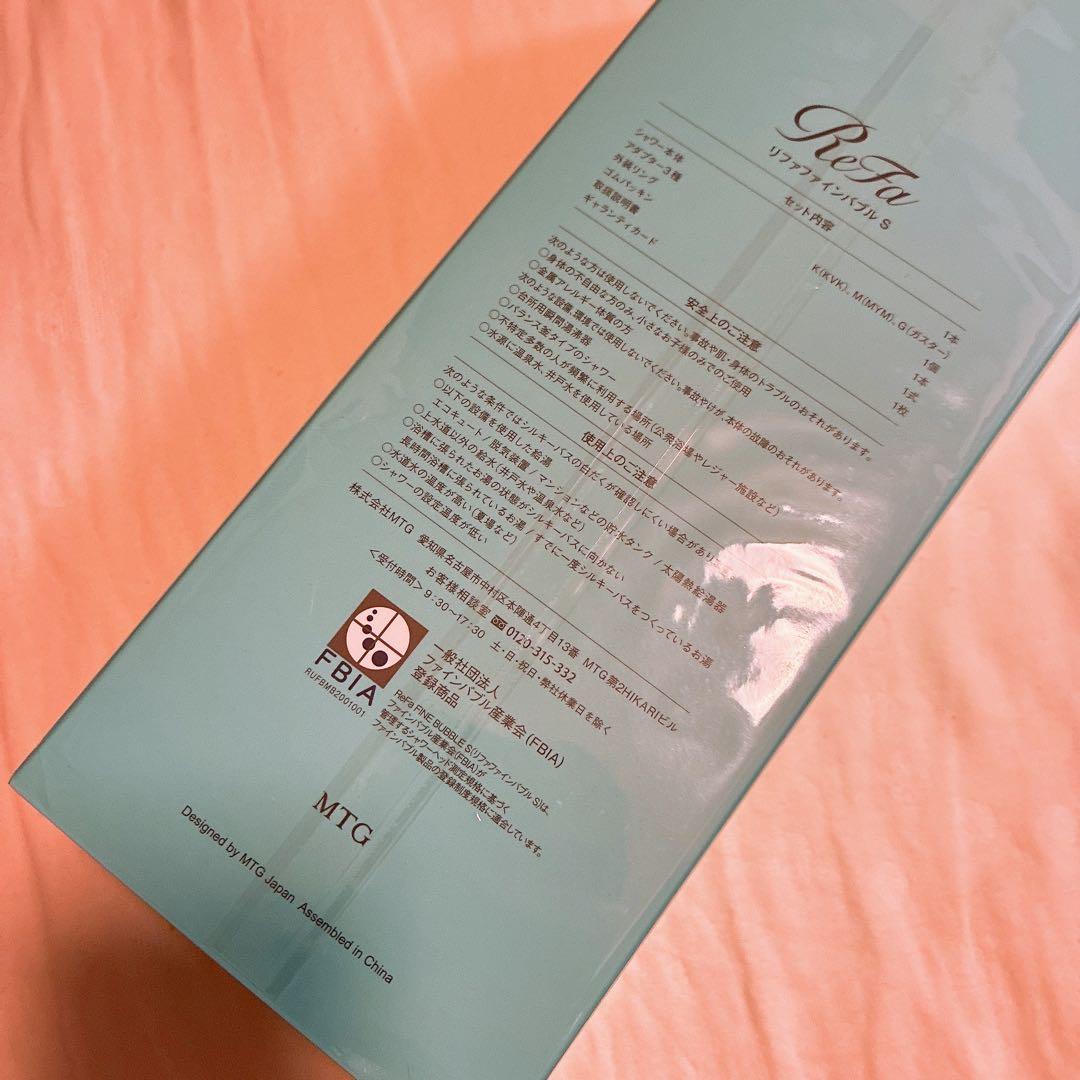 ReFa
リファファインバブル S
セット内容
シャワー本体 1本
アダプター3種 K(KVK)、M(MYM)、G(ガスター)
外装リング 1個
ゴムパッキン 1本
取扱説明書 1式
ギャランティカード 1枚
安全上のご注意
次のような方は使用しないでください。事故や肌・身体のトラブルのおそれがあります。
○身体の不自由な方のみ、小さなお子様のみでのご使用
○金属アレルギー体質の方
次のような設備、環境では使用しないでください。事故やけが、本体の故障のおそれがあります。
○台所用瞬間湯沸器
○バランス釜タイプのシャワー
○不特定多数の人が頻繁に利用する場所(公衆浴場やレジャー施設など)
○水源に温泉水、井戸水を使用している場所
使用上のご注意
次のような条件ではシルキーバスの白だくが確認しにくい場合があり
○以下の設備を使用した給湯
エコキュート / 脱気装置 / マンションなどの貯水タンク / 太陽熱給湯器
○上水道以外の給水(井戸水や温泉水など)
○浴槽に張られたお湯の状態がシルキーバスに向かない
長時間浴槽に張られているお湯 / すでに一度シルキーバスをつくっているお湯
○水道水の温度が高い(夏場など)
○シャワーの設定温度が低い
株式会社MTG 愛知県名古屋市中村区本陣通4丁目13番 MTG第2HIKARIビル
お客様相談室 0120-315-332
<受付時間> 9:30~17:30 土・日・祝日・弊社休業日を除く
FBIA
RUFBMB2001001
一般社団法人
ファインバブル産業会(FBIA)
登録商品
ReFa FINE BUBBLE S(リファファインバブル S)は、
ファインバブル産業会(FBIA)が
管理するシャワーヘッド測定規格に基づく
ファインバブル製品の登録制度規格に適合しています。
MTG
Designed by MTG Japan Assembled in China